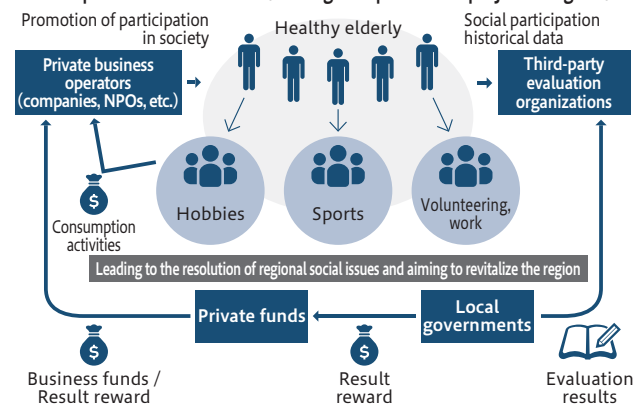 Promotion of participation
in society
Healthy elderly
Social participation
historical data
Private business
operators
(companies, NPOs, etc.)
Third-party
evaluation
organizations
Hobbies
Sports
Volunteering,
work
$
Consumption
activities
Leading to the resolution of regional social issues and aiming to revitalize the region
Private funds
Local
governments
$
Business funds /
Result reward
$
Result
reward
Evaluation
results